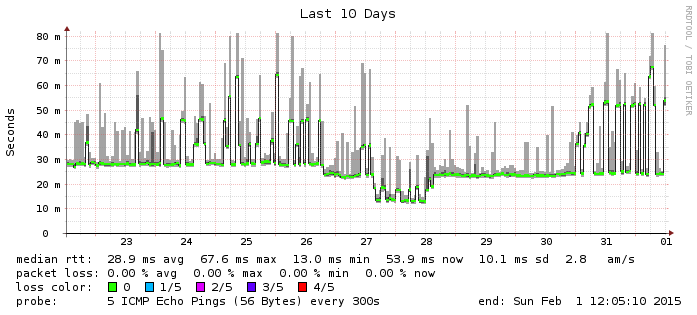 Last 10 Days
RRDTOOL / TOBI OETIKER
Seconds
80 m
70 m
60 m
50 m
40 m
30 m
20 m
10 m
0
23 24 25 26 27 28 29 30 31 01
median rtt: 28.9 ms avg 67.6 ms max 13.0 ms min 53.9 ms now 10.1 ms sd 2.8 am/s
packet loss: 0.00 % avg 0.00 % max 0.00 % min 0.00 % now
loss color: 0 1/5 2/5 3/5 4/5
probe: 5 ICMP Echo Pings (56 Bytes) every 300s end: Sun Feb 1 12:05:10 2015